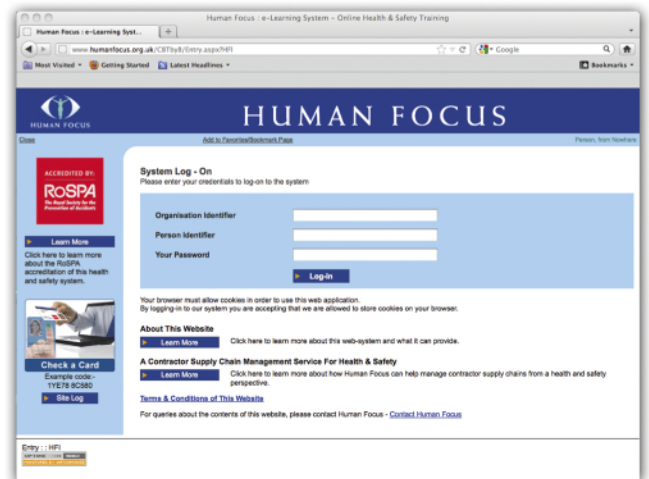 Human Focus : e-Learning System – Online Health & Safety Training
Human Focus : e-Learning Syst...
www.humanfocus.org.uk/CBTby8/Entry.aspx?HFI
Google
Most Visited
Getting Started
Latest Headlines
Bookmarks
HUMAN FOCUS
HUMAN FOCUS
Close
Add to Favorites/Bookmark Page
Person, from Nowhere
ACCREDITED BY:
RoSPA
The Royal Society for the
Prevention of Accidents
Learn More
Click here to learn more
about the RoSPA
accreditation of this health
and safety system.
Check a Card
Example code:-
1YE78 8C580
Site Log
System Log - On
Please enter your credentials to log-on to the system
Organisation Identifier
Person Identifier
Your Password
Log-in
Your browser must allow cookies in order to use this web application.
By logging-in to our system you are accepting that we are allowed to store cookies on your browser.
About This Website
Learn More Click here to learn more about this web-system and what it can provide.
A Contractor Supply Chain Management Service For Health & Safety
Learn More Click here to learn more about how Human Focus can help manage contractor supply chains from a health and safety
perspective.
Terms & Conditions of This Website
For queries about the contents of this website, please contact Human Focus - Contact Human Focus
Entry : : HFI